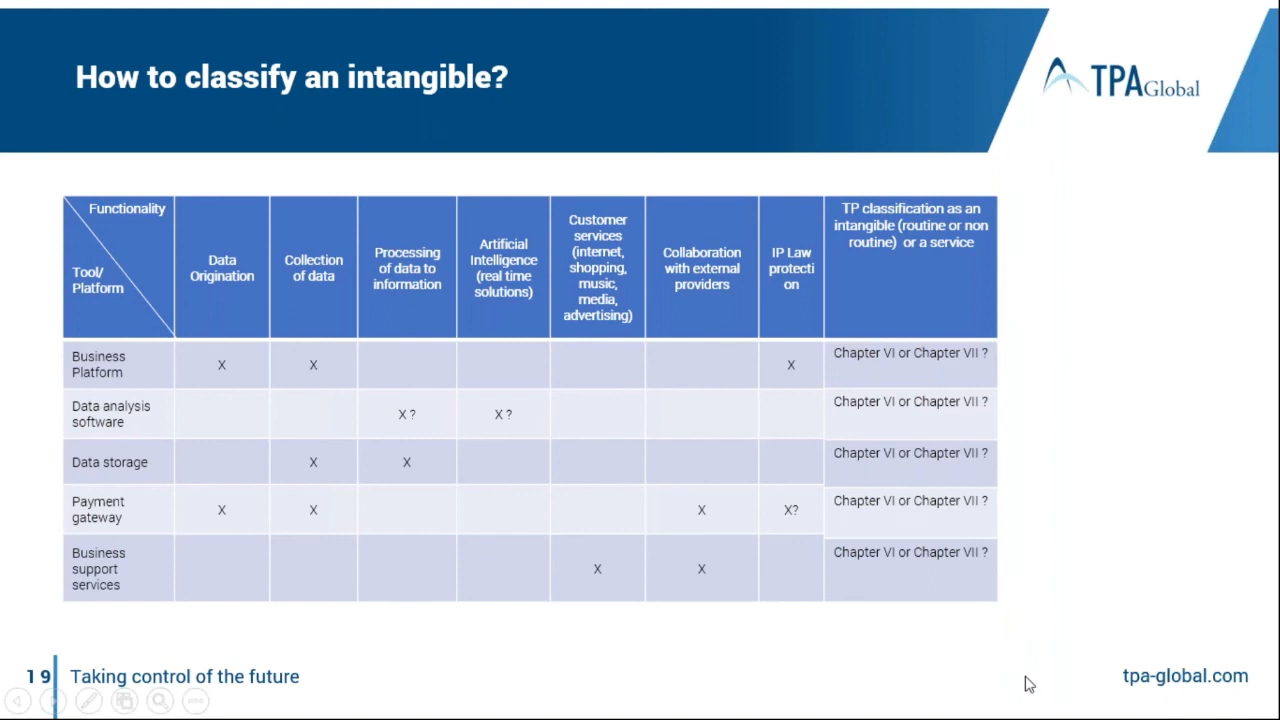 How to classify an intangible?
TPA Global
Functionality
Tool/
Platform
Data
Origination
Collection
of data
Processing
of data to
information
Artificial
Intelligence
(real time
solutions)
Customer
services
(internet,
shopping,
music,
media,
advertising)
Collaboration
with external
providers
IP Law
protecti
on
TP classification as an
intangible (routine or non
routine) or a service
Business
Platform
X
X
X
Chapter VI or Chapter VII ?
Data analysis
software
X ?
X ?
Chapter VI or Chapter VII ?
Data storage
X
X
Chapter VI or Chapter VII ?
Payment
gateway
X
X
X
X?
Chapter VI or Chapter VII ?
Business
support
services
X
X
Chapter VI or Chapter VII ?
19
Taking control of the future
tpa-global.com